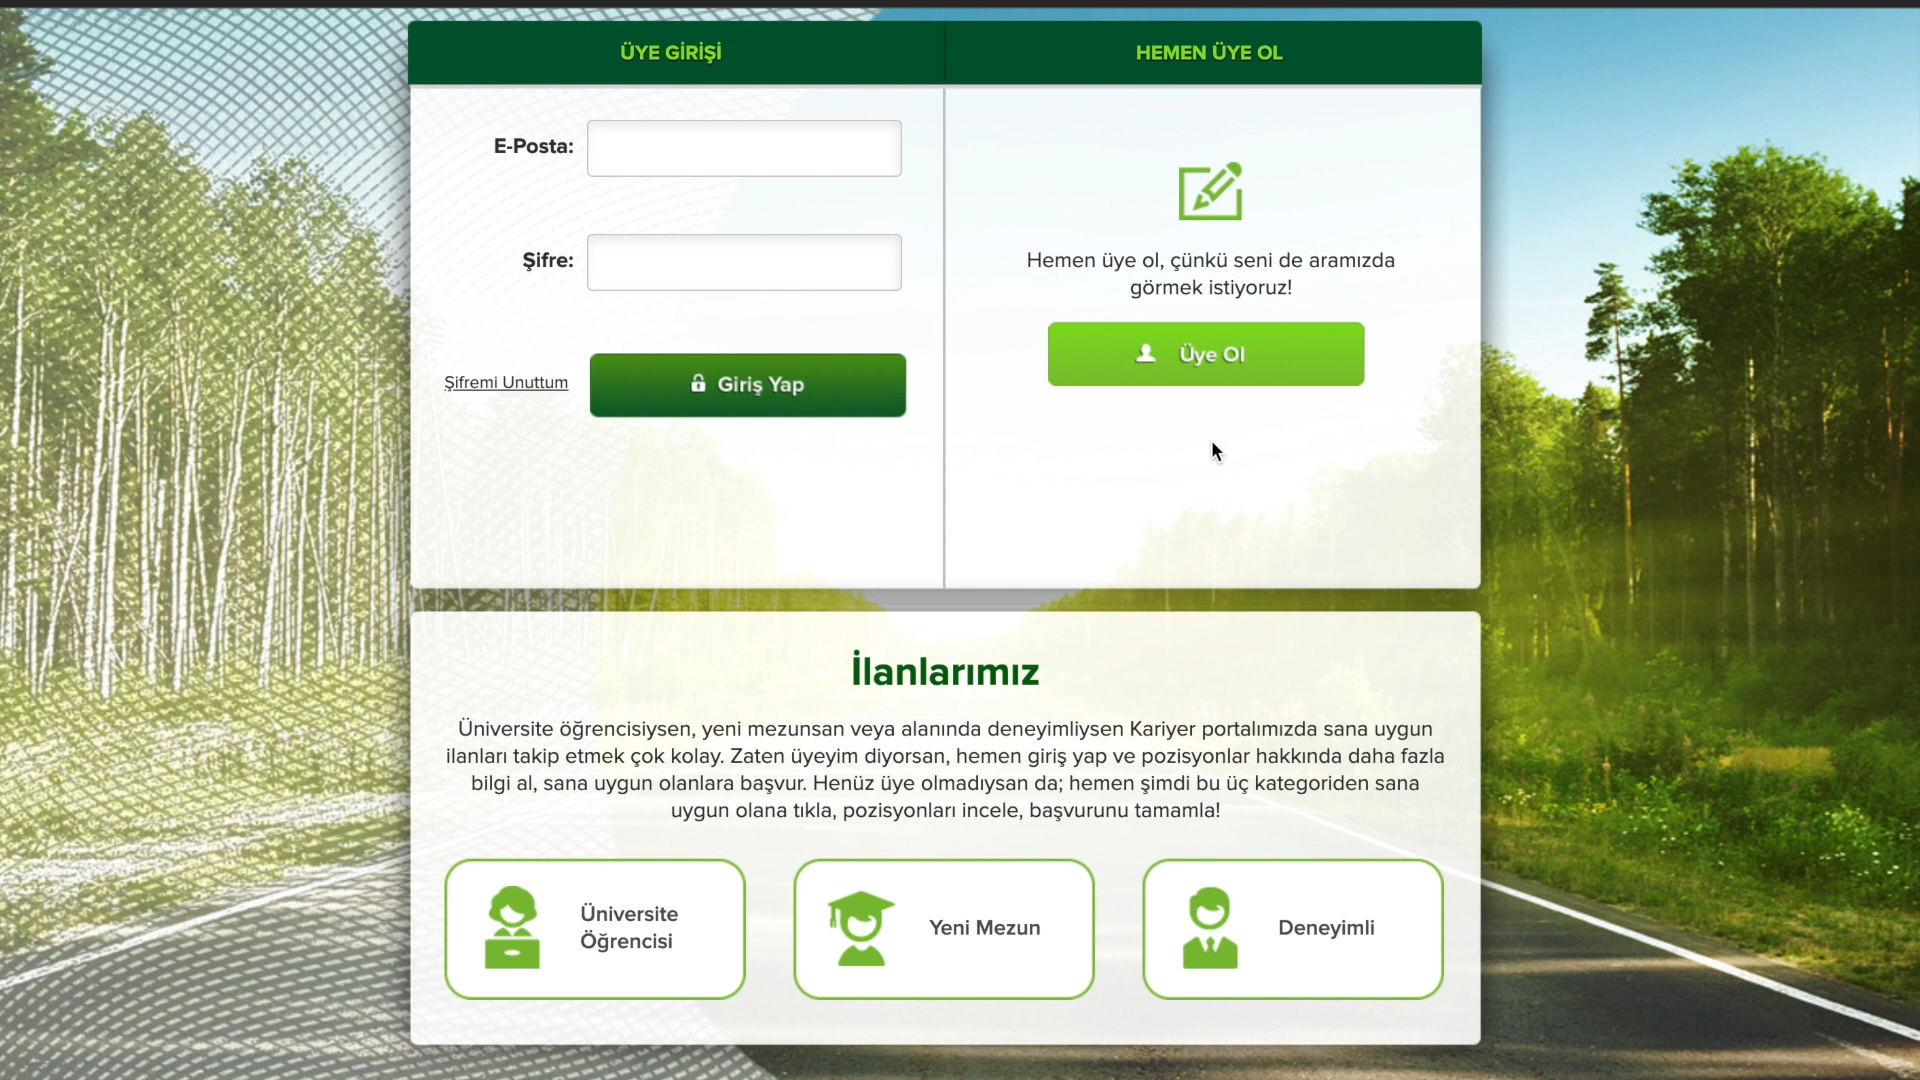 ÜYE GİRİŞİ
HEMEN ÜYE OL
E-Posta:
Şifre:
Şifremi Unuttum
Giriş Yap
Hemen üye ol, çünkü seni de aramızda
görmek istiyoruz!
Üye Ol
İlanlarımız
Üniversite öğrencisiysen, yeni mezunsan veya alanında deneyimliysen Kariyer portalımızda sana uygun
ilanları takip etmek çok kolay. Zaten üyeyim diyorsan, hemen giriş yap ve pozisyonlar hakkında daha fazla
bilgi al, sana uygun olanlara başvur. Henüz üye olmadıysan da; hemen şimdi bu üç kategoriden sana
uygun olana tıkla, pozisyonları incele, başvurunu tamamla!
Üniversite
Öğrencisi
Yeni Mezun
Deneyimli